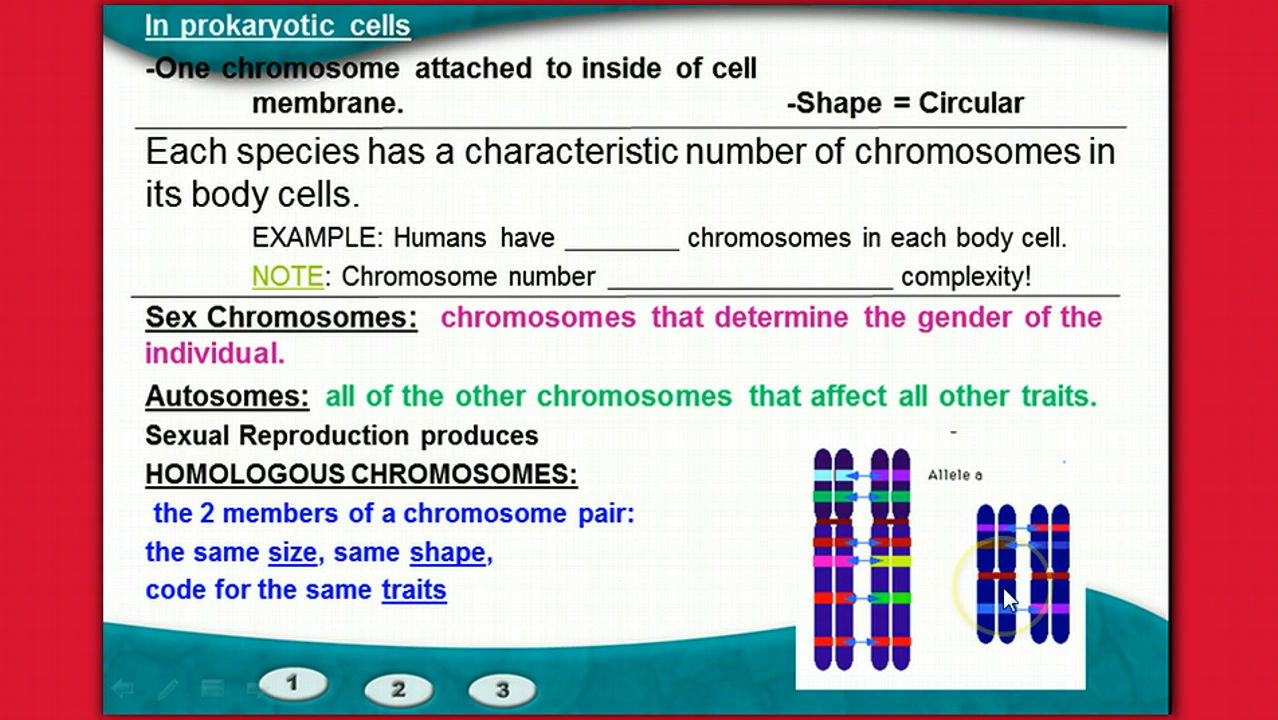 In prokaryotic cells
-One chromosome attached to inside of cell
membrane. -Shape = Circular
Each species has a characteristic number of chromosomes in
its body cells.
EXAMPLE: Humans have ________ chromosomes in each body cell.
NOTE: Chromosome number ____________________ complexity!
Sex Chromosomes: chromosomes that determine the gender of the
individual.
Autosomes: all of the other chromosomes that affect all other traits.
Sexual Reproduction produces
HOMOLOGOUS CHROMOSOMES:
the 2 members of a chromosome pair:
the same size, same shape,
code for the same traits
Allele a
1 2 3